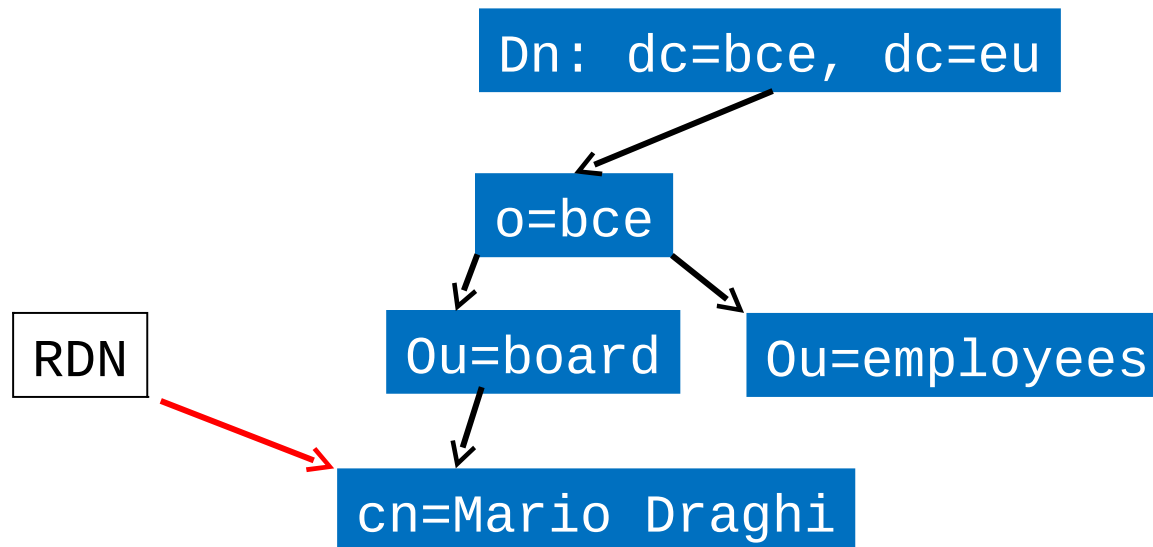 Dn: dc=bce, dc=eu
o=bce
RDN
Ou=board
Ou=employees
cn=Mario Draghi